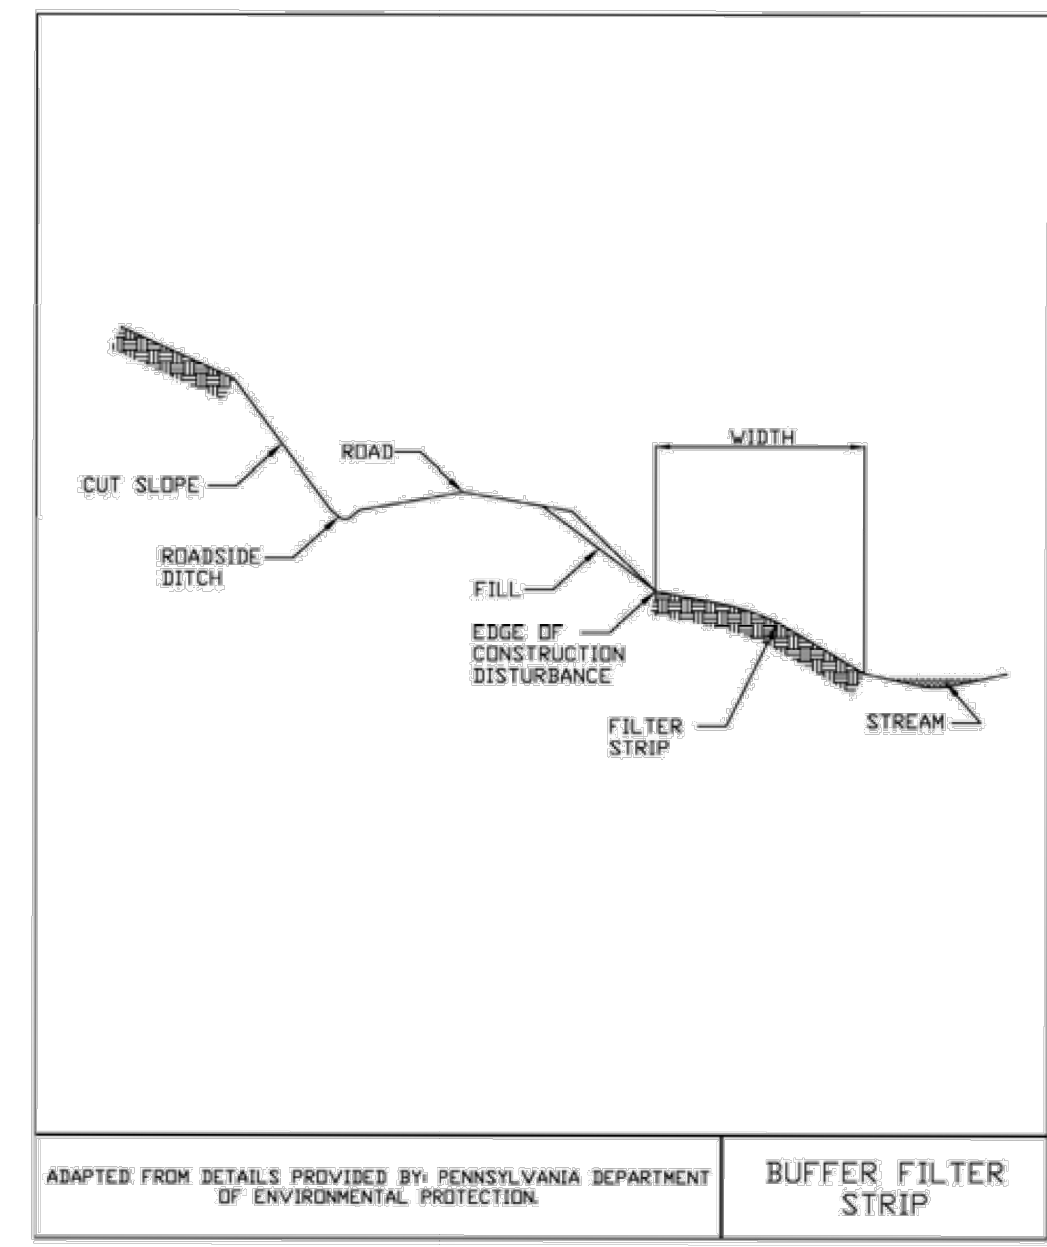 WIDTH
ROAD
CUT SLOPE
ROADSIDE
DITCH
FILL
EDGE OF
CONSTRUCTION
DISTURBANCE
FILTER
STRIP
STREAM
ADAPTED FROM DETAILS PROVIDED BY: PENNSYLVANIA DEPARTMENT
OF ENVIRONMENTAL PROTECTION.
BUFFER FILTER
STRIP